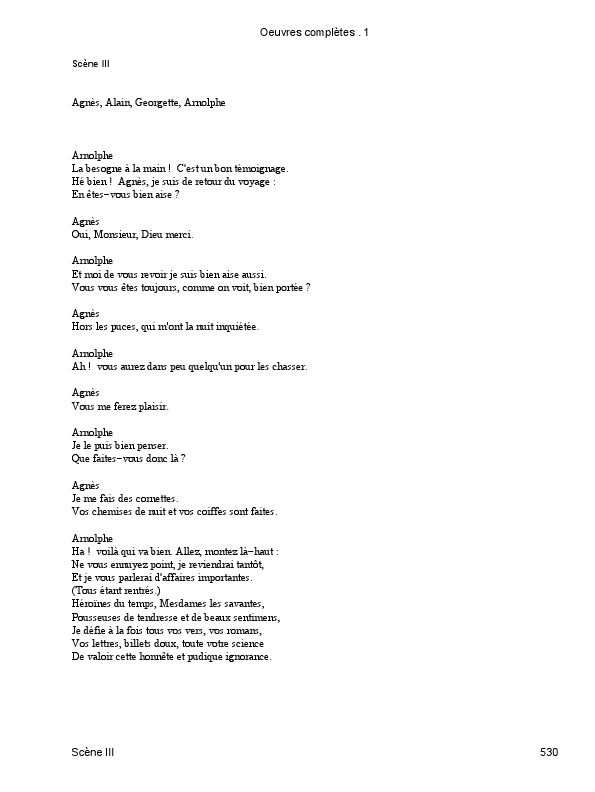 Oeuvres complètes . 1
Scène III
Agnès, Alain, Georgette, Arnolphe
Arnolphe
La besogne à la main ! C'est un bon témoignage.
Hé bien ! Agnès, je suis de retour du voyage :
En êtes−vous bien aise ?
Agnès
Oui, Monsieur, Dieu merci.
Arnolphe
Et moi de vous revoir je suis bien aise aussi.
Vous vous êtes toujours, comme on voit, bien portée ?
Agnès
Hors les puces, qui m'ont la nuit inquiétée.
Arnolphe
Ah ! vous aurez dans peu quelqu'un pour les chasser.
Agnès
Vous me ferez plaisir.
Arnolphe
Je le puis bien penser.
Que faites−vous donc là ?
Agnès
Je me fais des cornettes.
Vos chemises de nuit et vos coiffes sont faites.
Arnolphe
Ha ! voilà qui va bien. Allez, montez là−haut :
Ne vous ennuyez point, je reviendrai tantôt,
Et je vous parlerai d'affaires importantes.
(Tous étant rentrés.)
Héroïnes du temps, Mesdames les savantes,
Pousseuses de tendresse et de beaux sentimens,
Je défie à la fois tous vos vers, vos romans,
Vos lettres, billets doux, toute votre science
De valoir cette honnête et pudique ignorance.
Scène III 530